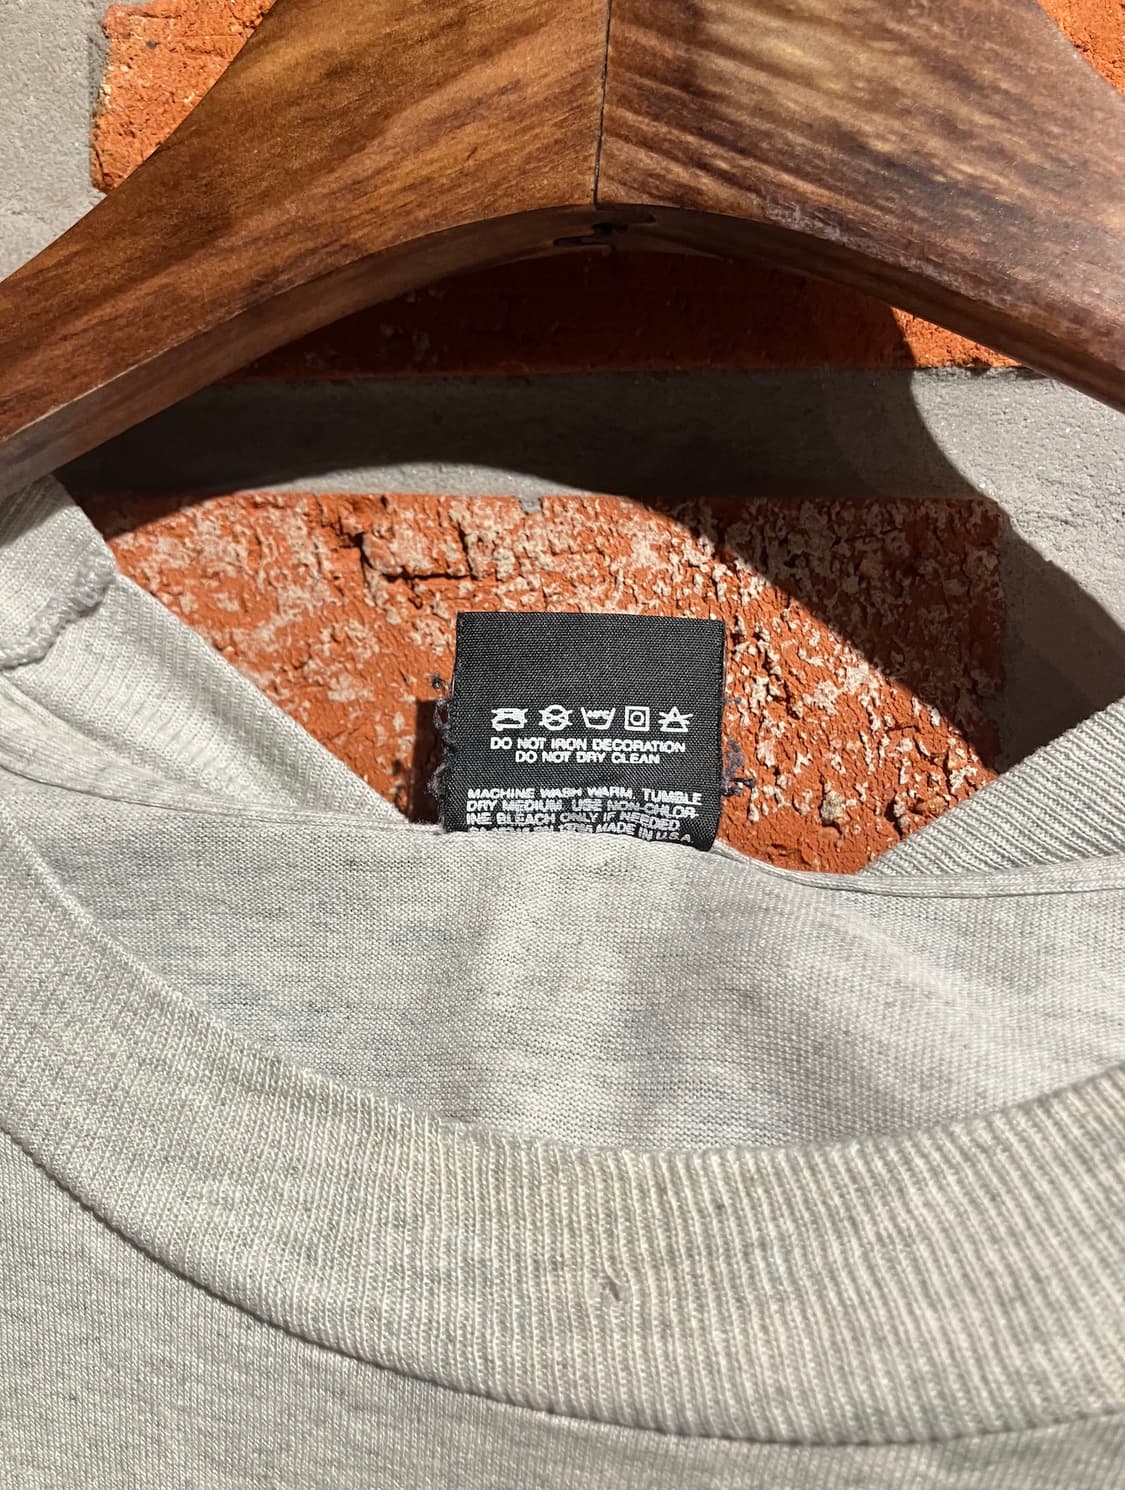 DO NOT IRON DECORATION
DO NOT DRY CLEAN
MACHINE WASH WARM, TUMBLE
DRY MEDIUM. USE NON-CHLOR-
INE BLEACH ONLY IF NEEDED.
MADE IN U.S.A.